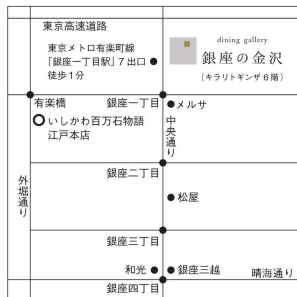 東京高速道路
東京メトロ有楽町線
「銀座一丁目駅」7出口
徒歩1分
dining gallery
銀座の金沢
(キラリトギンザ6階)
有楽橋
銀座一丁目
メルサ
いしかわ百万石物語
江戸本店
中央通り
外堀通り
銀座二丁目
松屋
銀座三丁目
和光
銀座三越
晴海通り
銀座四丁目